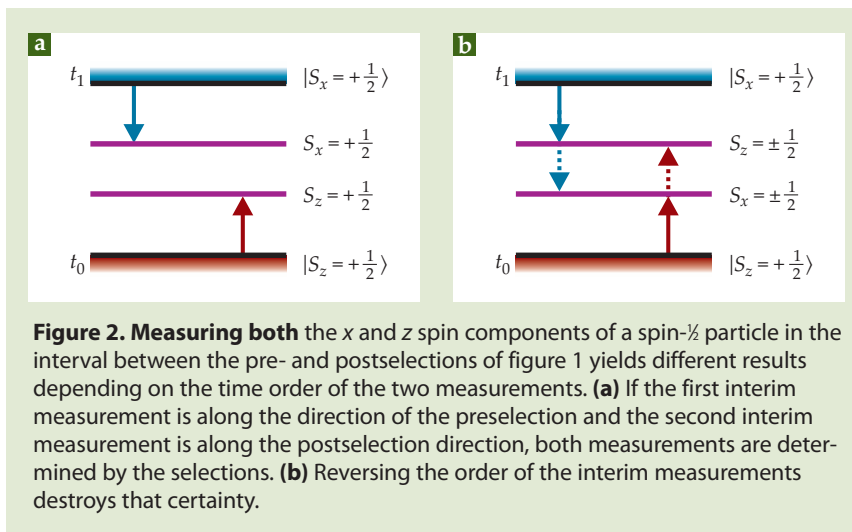 a
t₁ |Sₓ = +½⟩
Sₓ = +½
S_z = +½
t₀ |S_z = +½⟩
b
t₁ |Sₓ = +½⟩
S_z = ±½
Sₓ = ±½
t₀ |S_z = +½⟩
Figure 2. Measuring both the x and z spin components of a spin-½ particle in the
interval between the pre- and postselections of figure 1 yields different results
depending on the time order of the two measurements. (a) If the first interim
measurement is along the direction of the preselection and the second interim
measurement is along the postselection direction, both measurements are deter-
mined by the selections. (b) Reversing the order of the interim measurements
destroys that certainty.